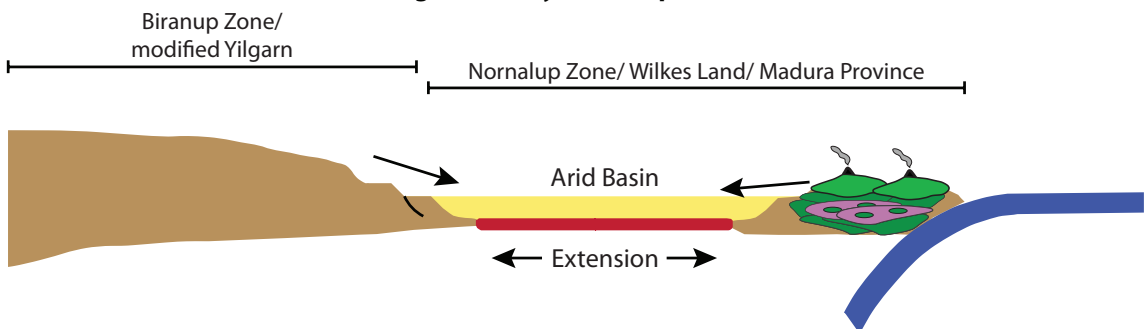 Biranup Zone/
modified Yilgarn
Nornalup Zone/ Wilkes Land/ Madura Province
Arid Basin
Extension